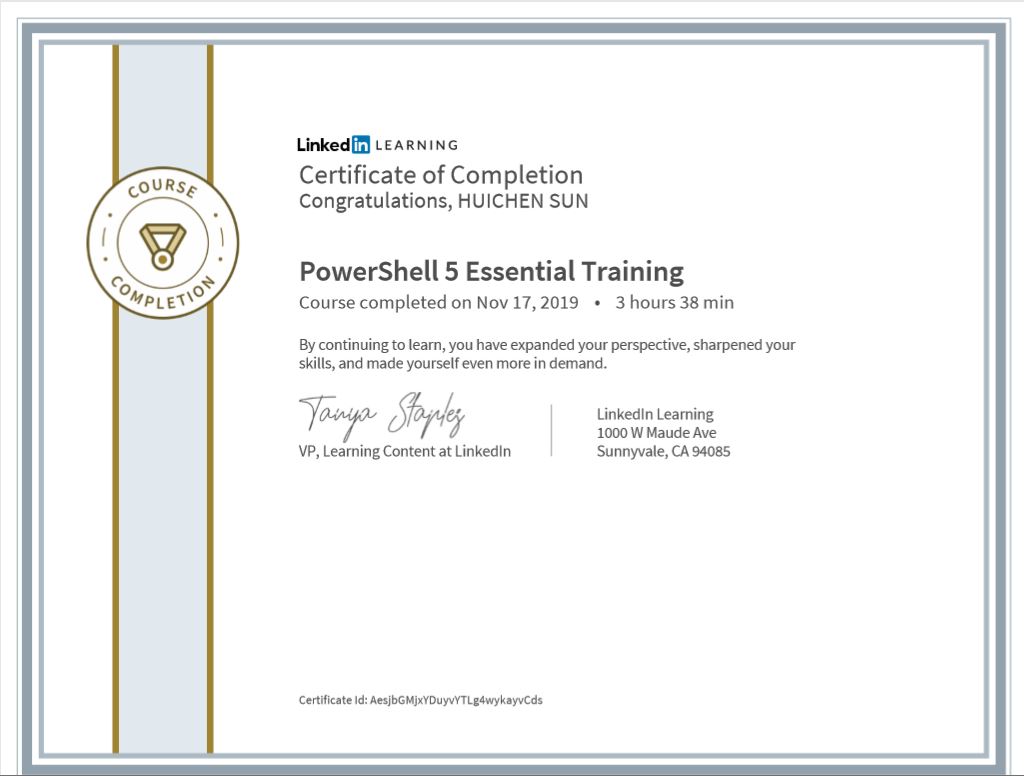 COURSE
COMPLETION
Linked in LEARNING
Certificate of Completion
Congratulations, HUICHEN SUN
PowerShell 5 Essential Training
Course completed on Nov 17, 2019 • 3 hours 38 min
By continuing to learn, you have expanded your perspective, sharpened your
skills, and made yourself even more in demand.
Tanya Staples
VP, Learning Content at LinkedIn
LinkedIn Learning
1000 W Maude Ave
Sunnyvale, CA 94085
Certificate Id: AesjbGMjxYDuyvYTLg4wykayvCds